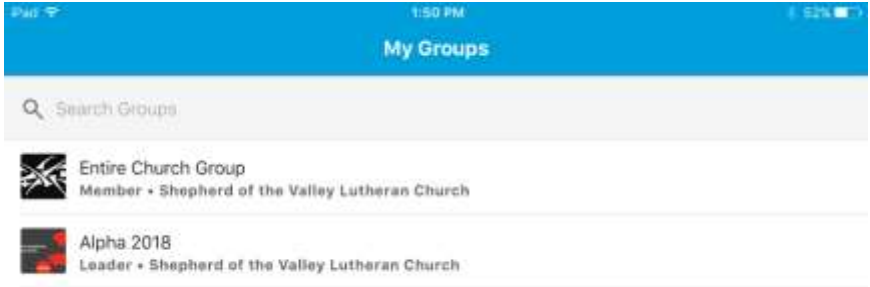 iPad 1:50 PM 52%
My Groups
Search Groups
Entire Church Group
Member • Shepherd of the Valley Lutheran Church
Alpha 2018
Leader • Shepherd of the Valley Lutheran Church